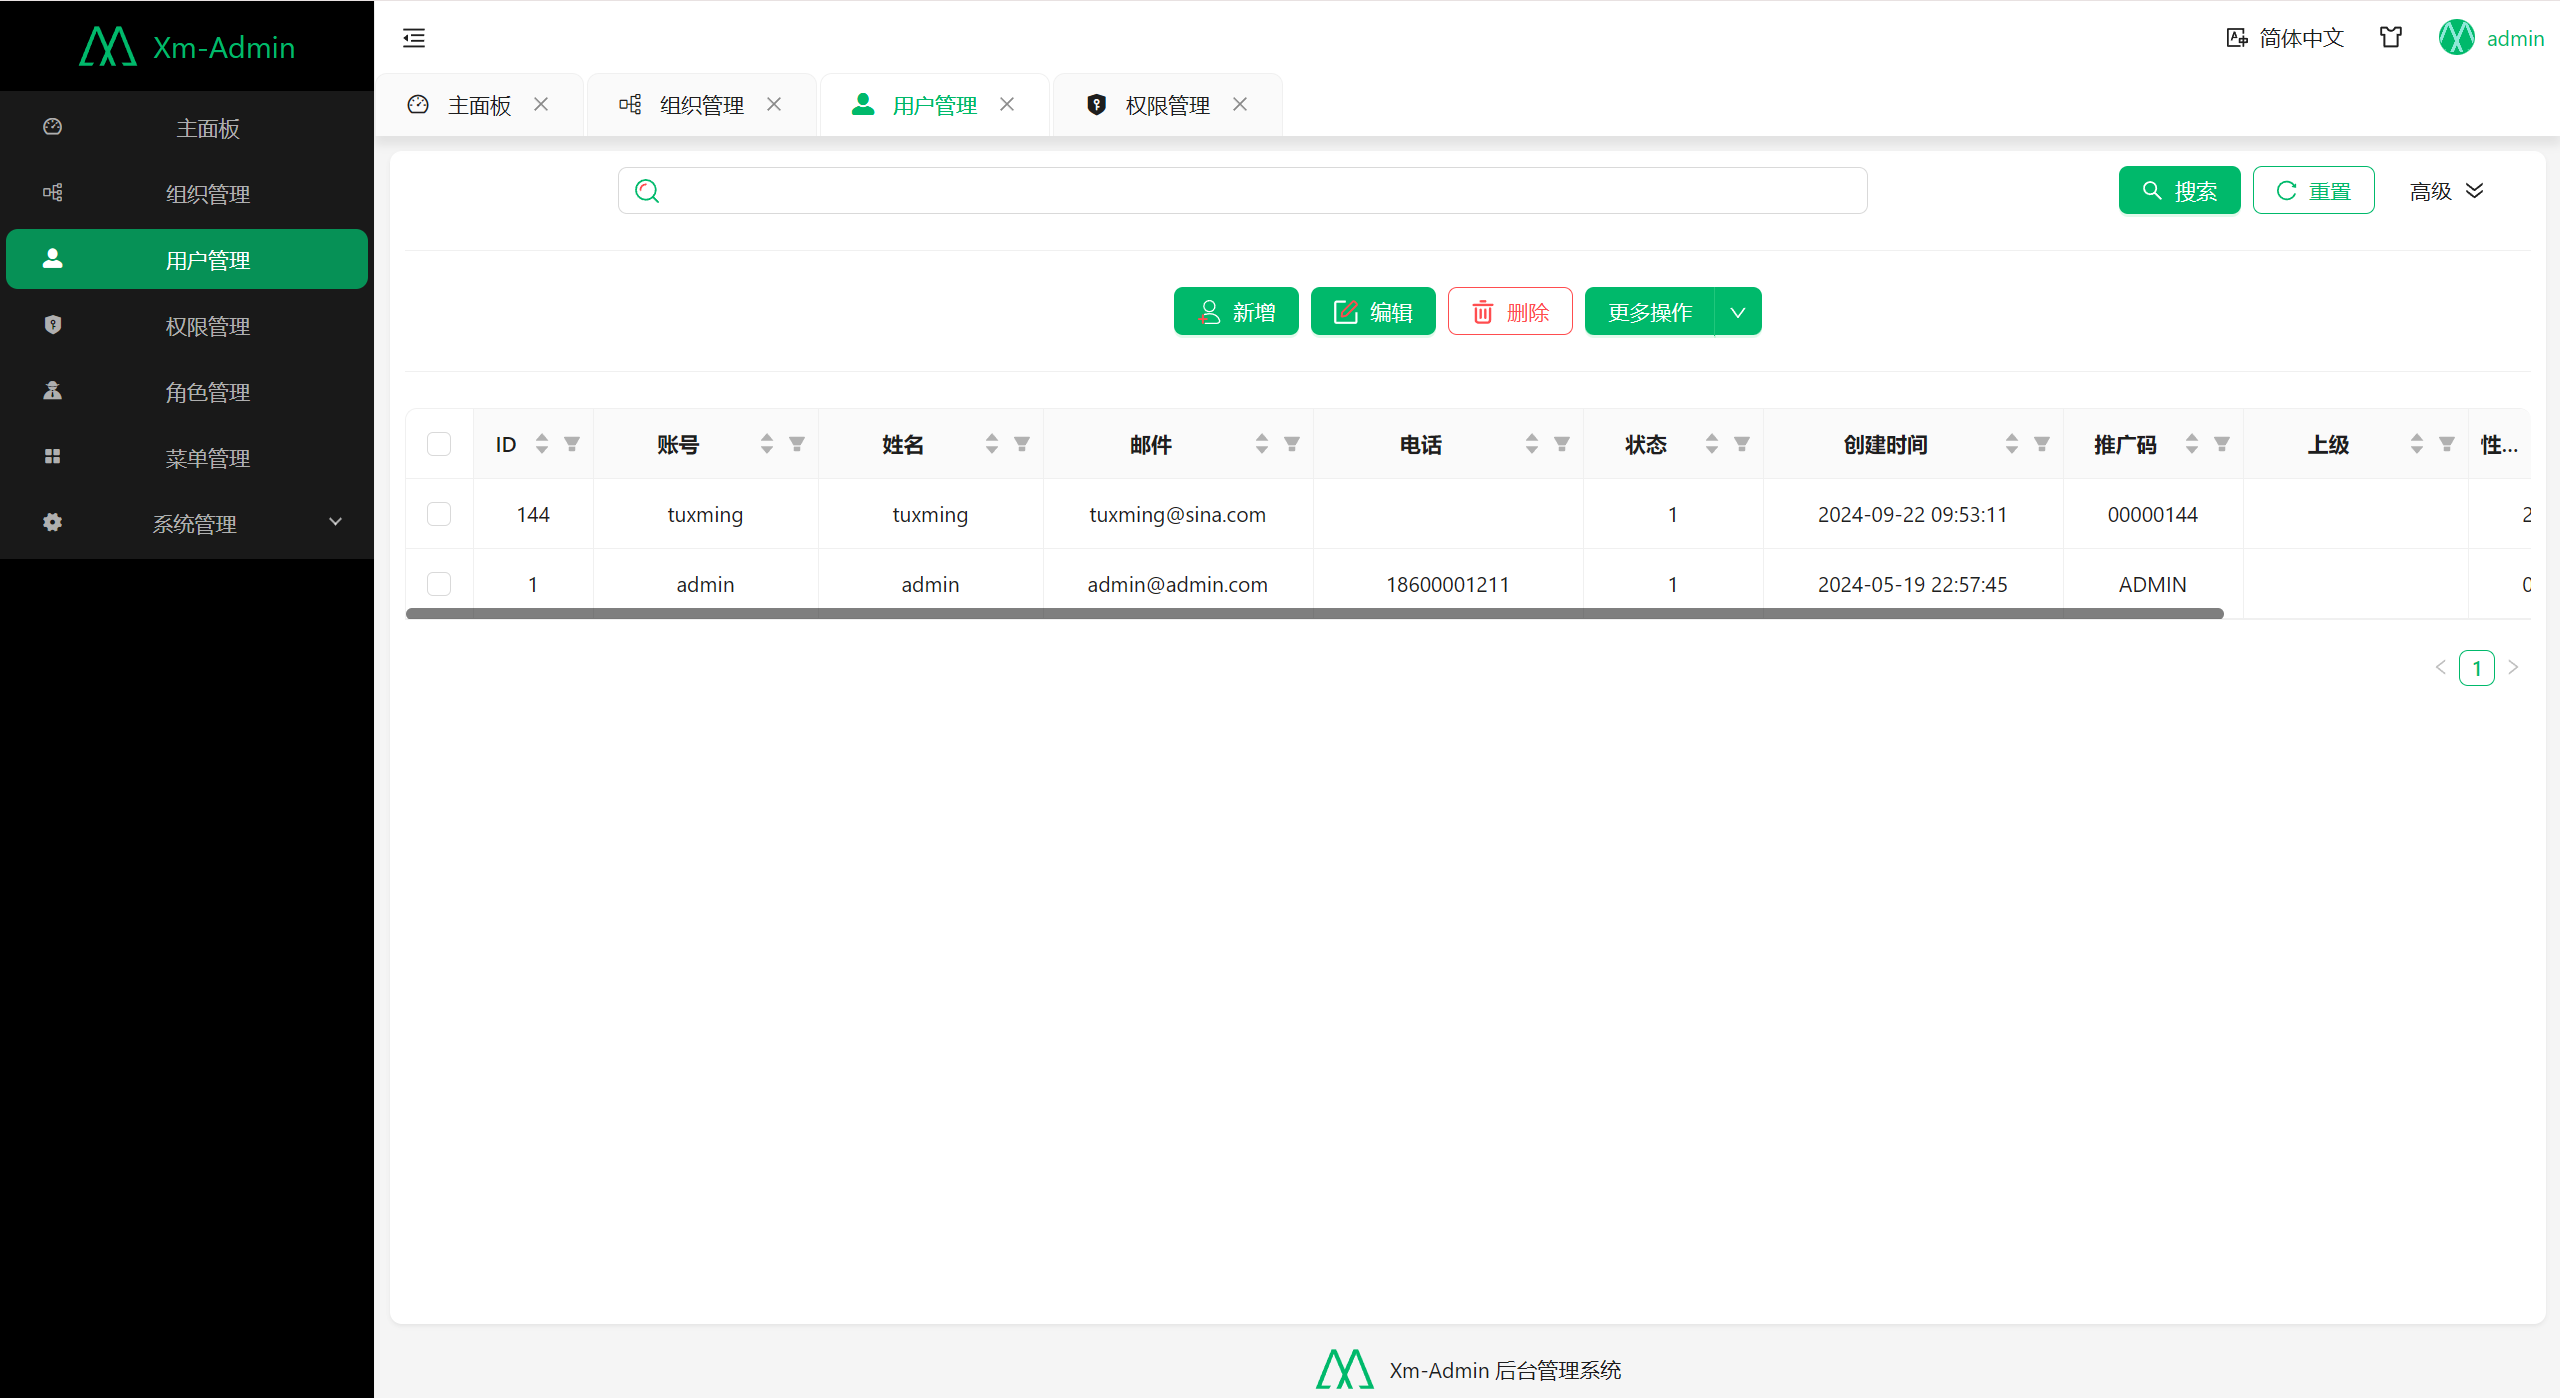 Xm-Admin
主面板
组织管理
用户管理
权限管理
角色管理
菜单管理
系统管理
简体中文
admin
主面板
组织管理
用户管理
权限管理
搜索
重置
高级
新增
编辑
删除
更多操作
ID 账号 姓名 邮件 电话 状态 创建时间 推广码 上级 性...
144 tuxming tuxming tuxming@sina.com 1 2024-09-22 09:53:11 00000144 2
1 admin admin admin@admin.com 18600001211 1 2024-05-19 22:57:45 ADMIN 0
1
Xm-Admin 后台管理系统